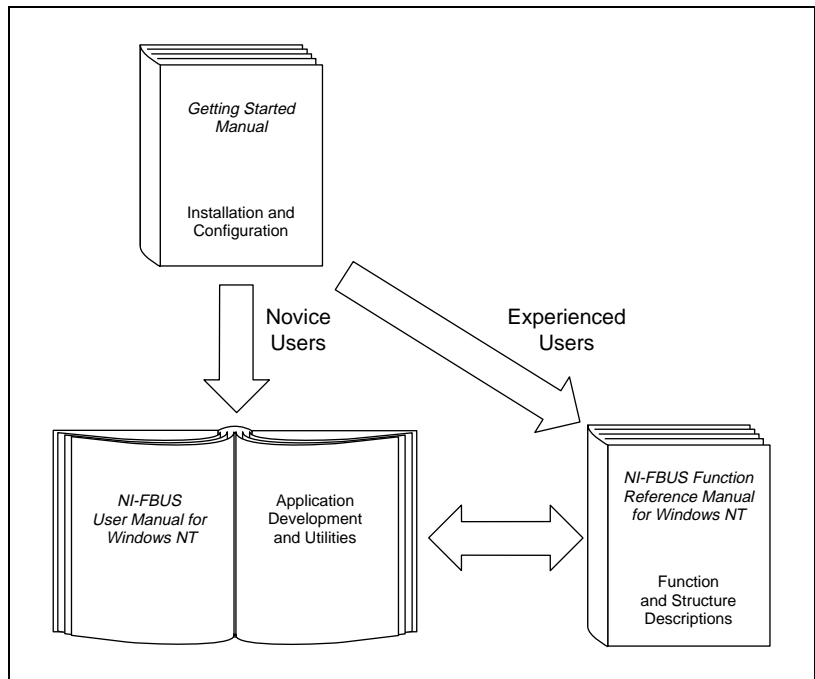 Getting Started
Manual
Installation and
Configuration
Novice
Users
Experienced
Users
NI-FBUS
User Manual for
Windows NT
Application
Development
and Utilities
NI-FBUS Function
Reference Manual
for Windows NT
Function
and Structure
Descriptions